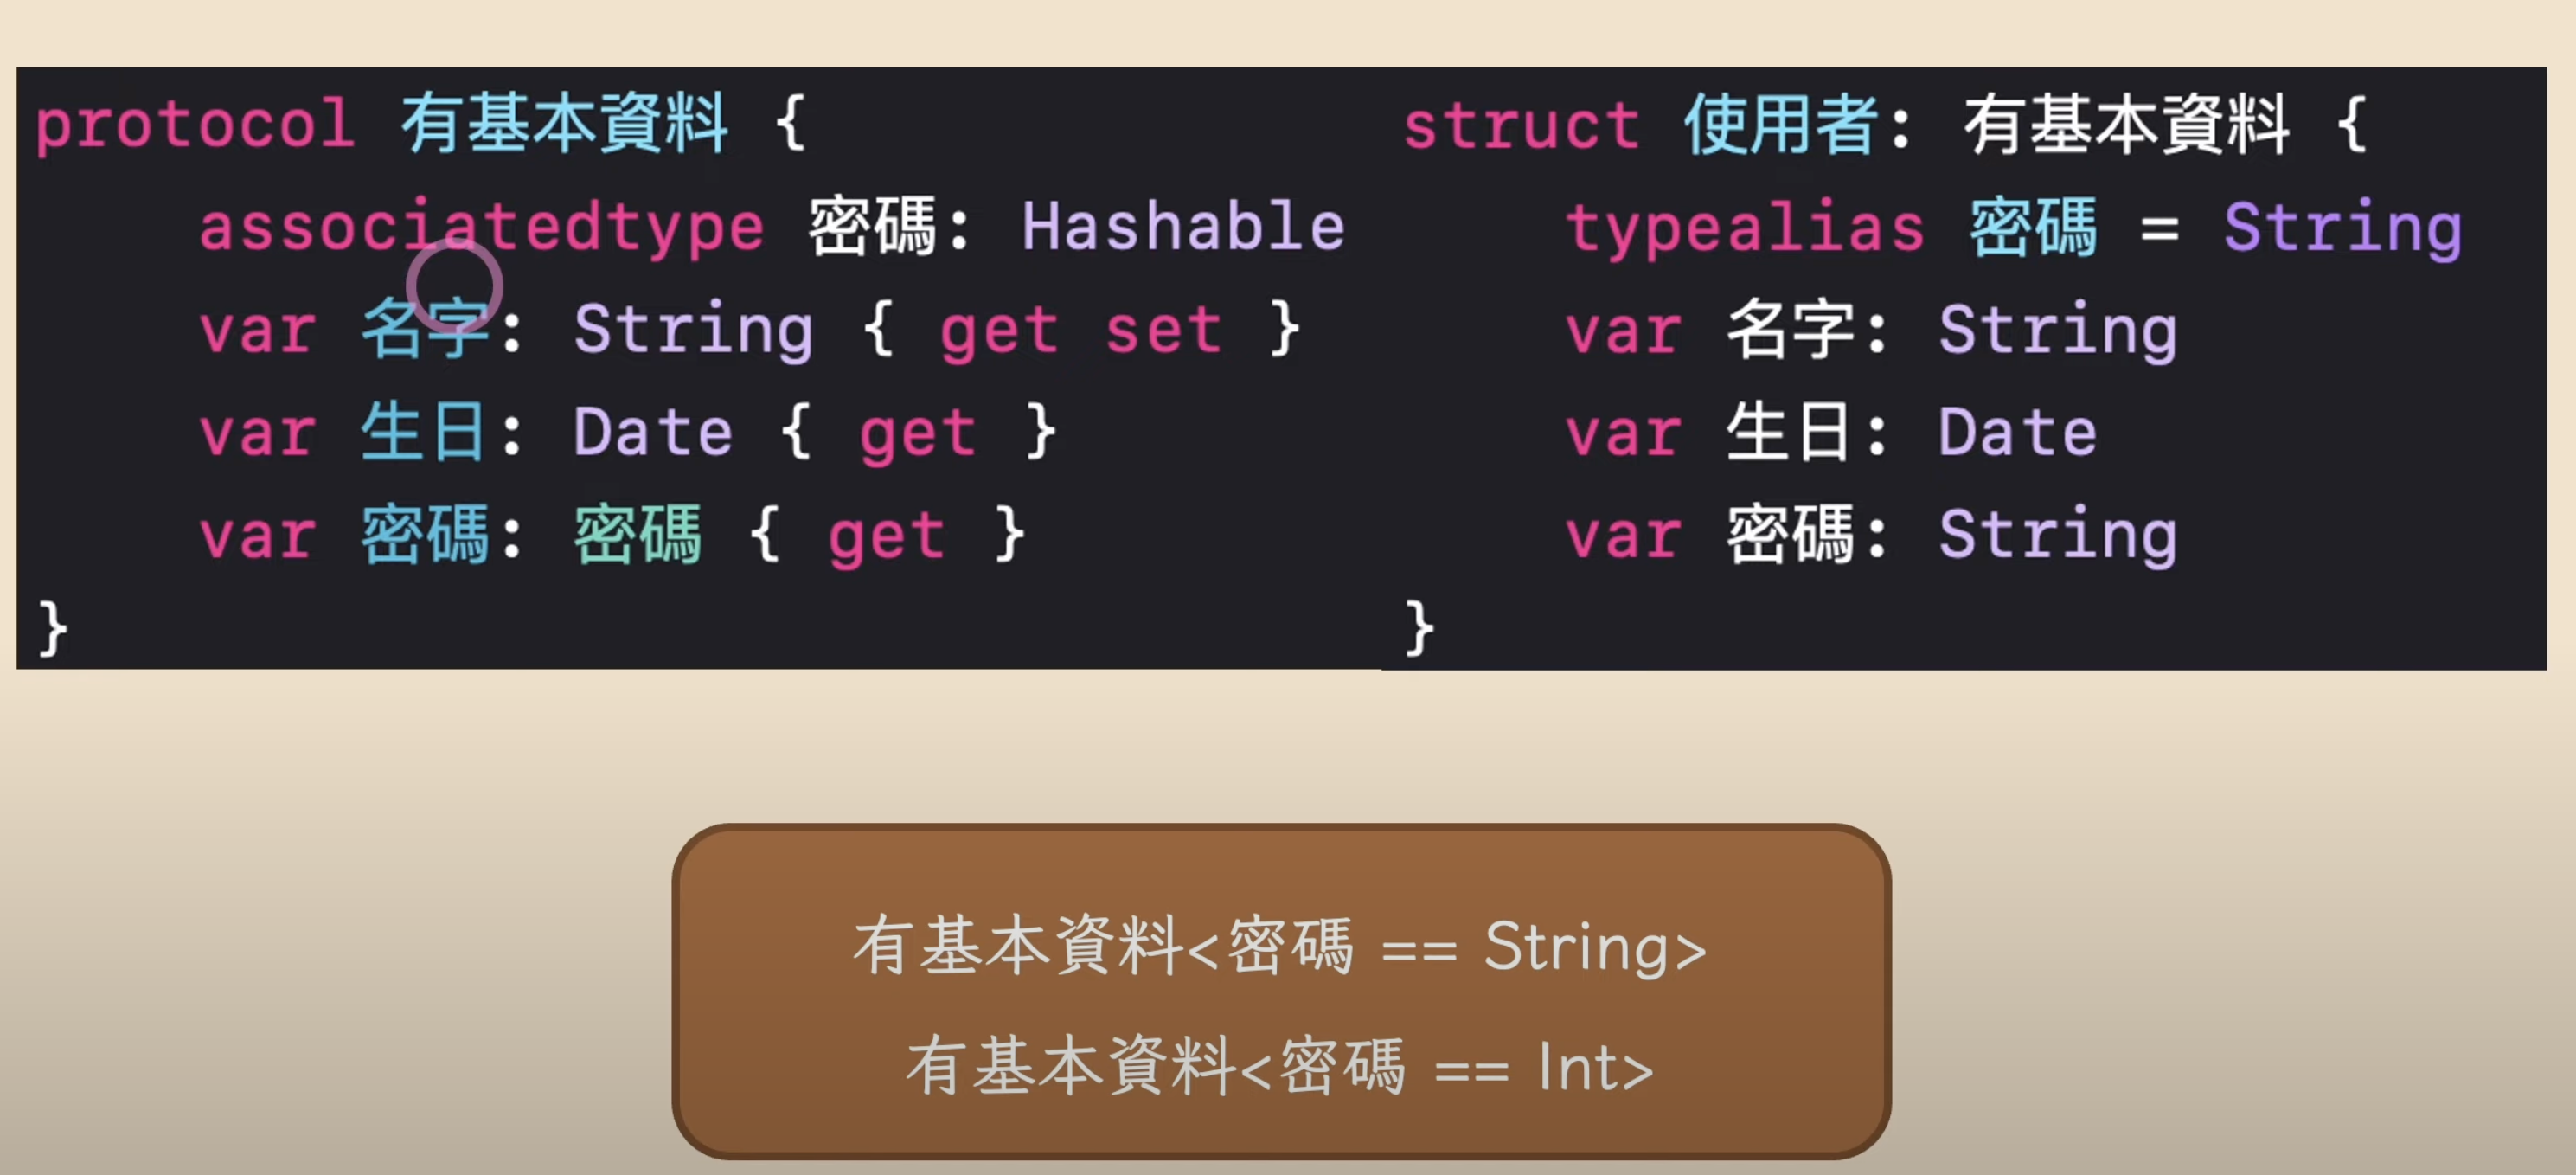 protocol 有基本資料 {
associatedtype 密碼: Hashable
var 名字: String { get set }
var 生日: Date { get }
var 密碼: 密碼 { get }
}
struct 使用者: 有基本資料 {
typealias 密碼 = String
var 名字: String
var 生日: Date
var 密碼: String
}
有基本資料<密碼 == String>
有基本資料<密碼 == Int>